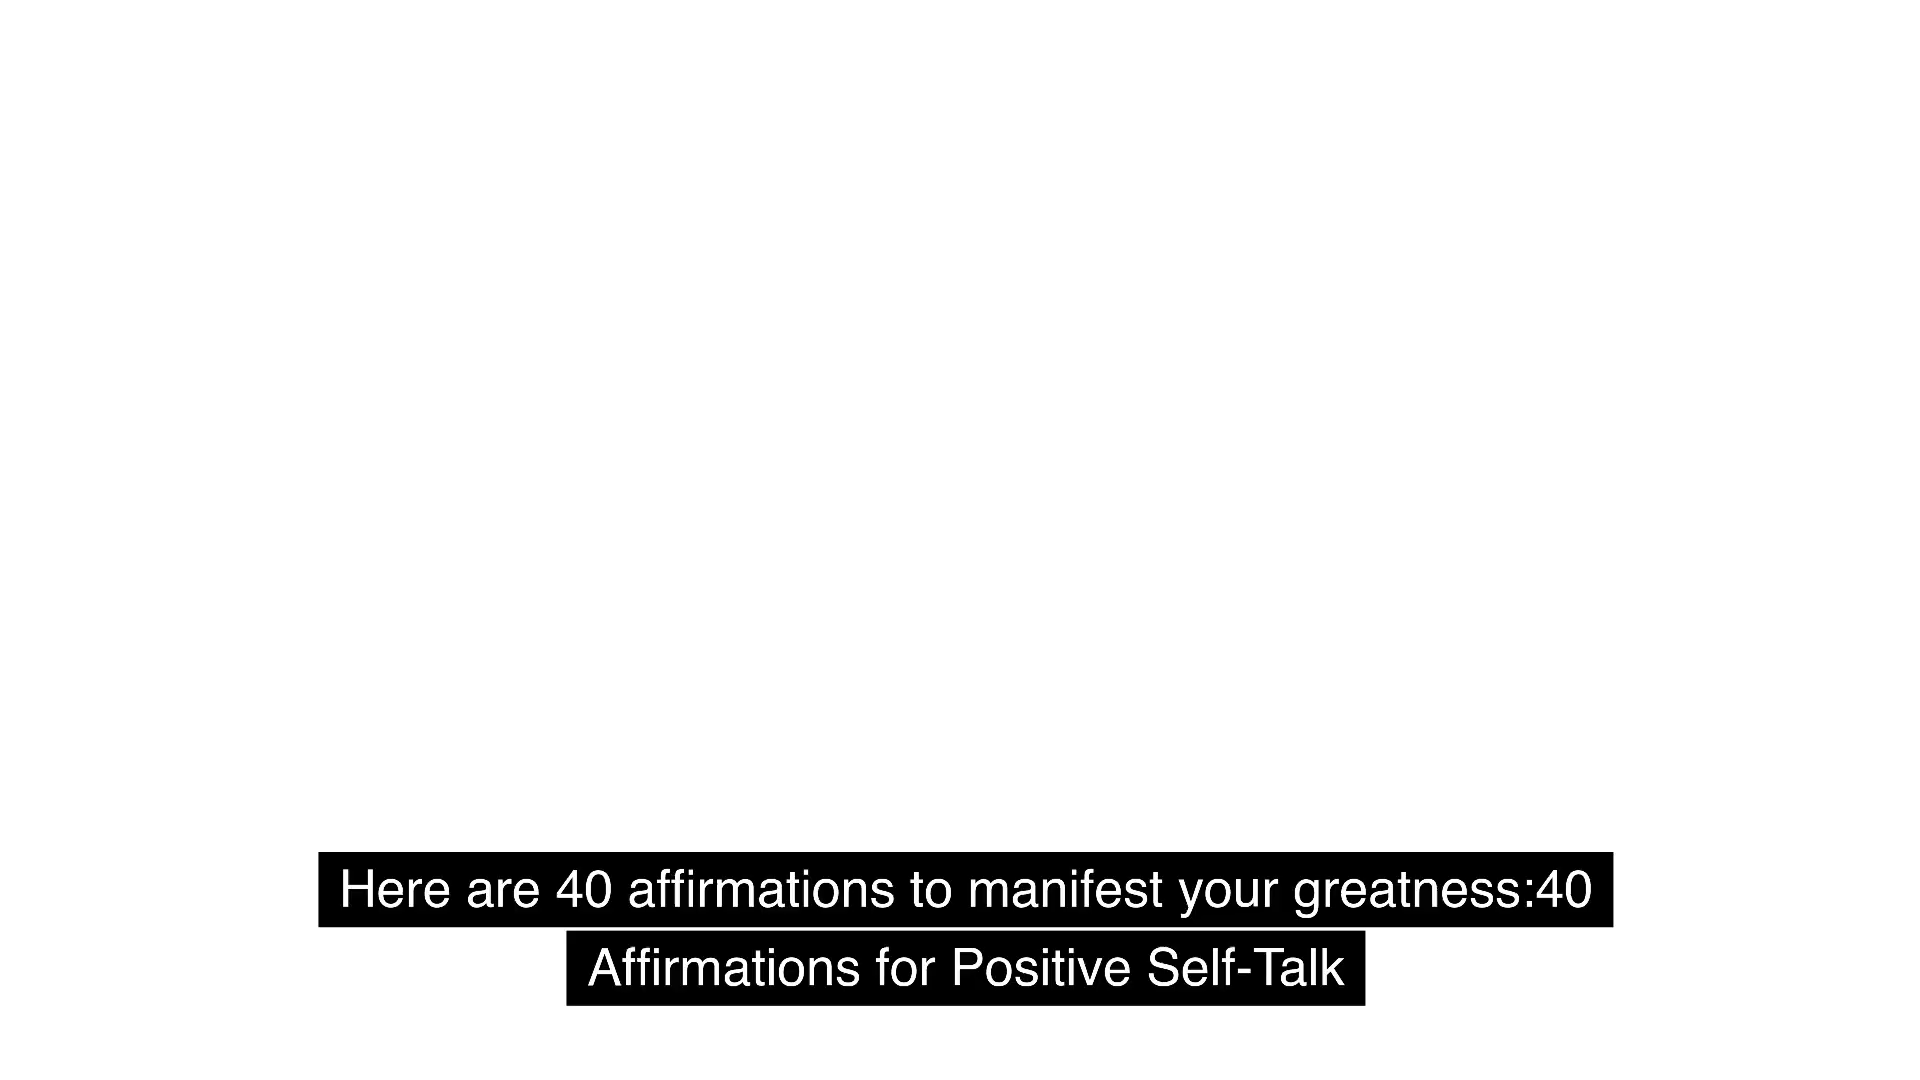 Here are 40 affirmations to manifest your greatness:40
Affirmations for Positive Self-Talk